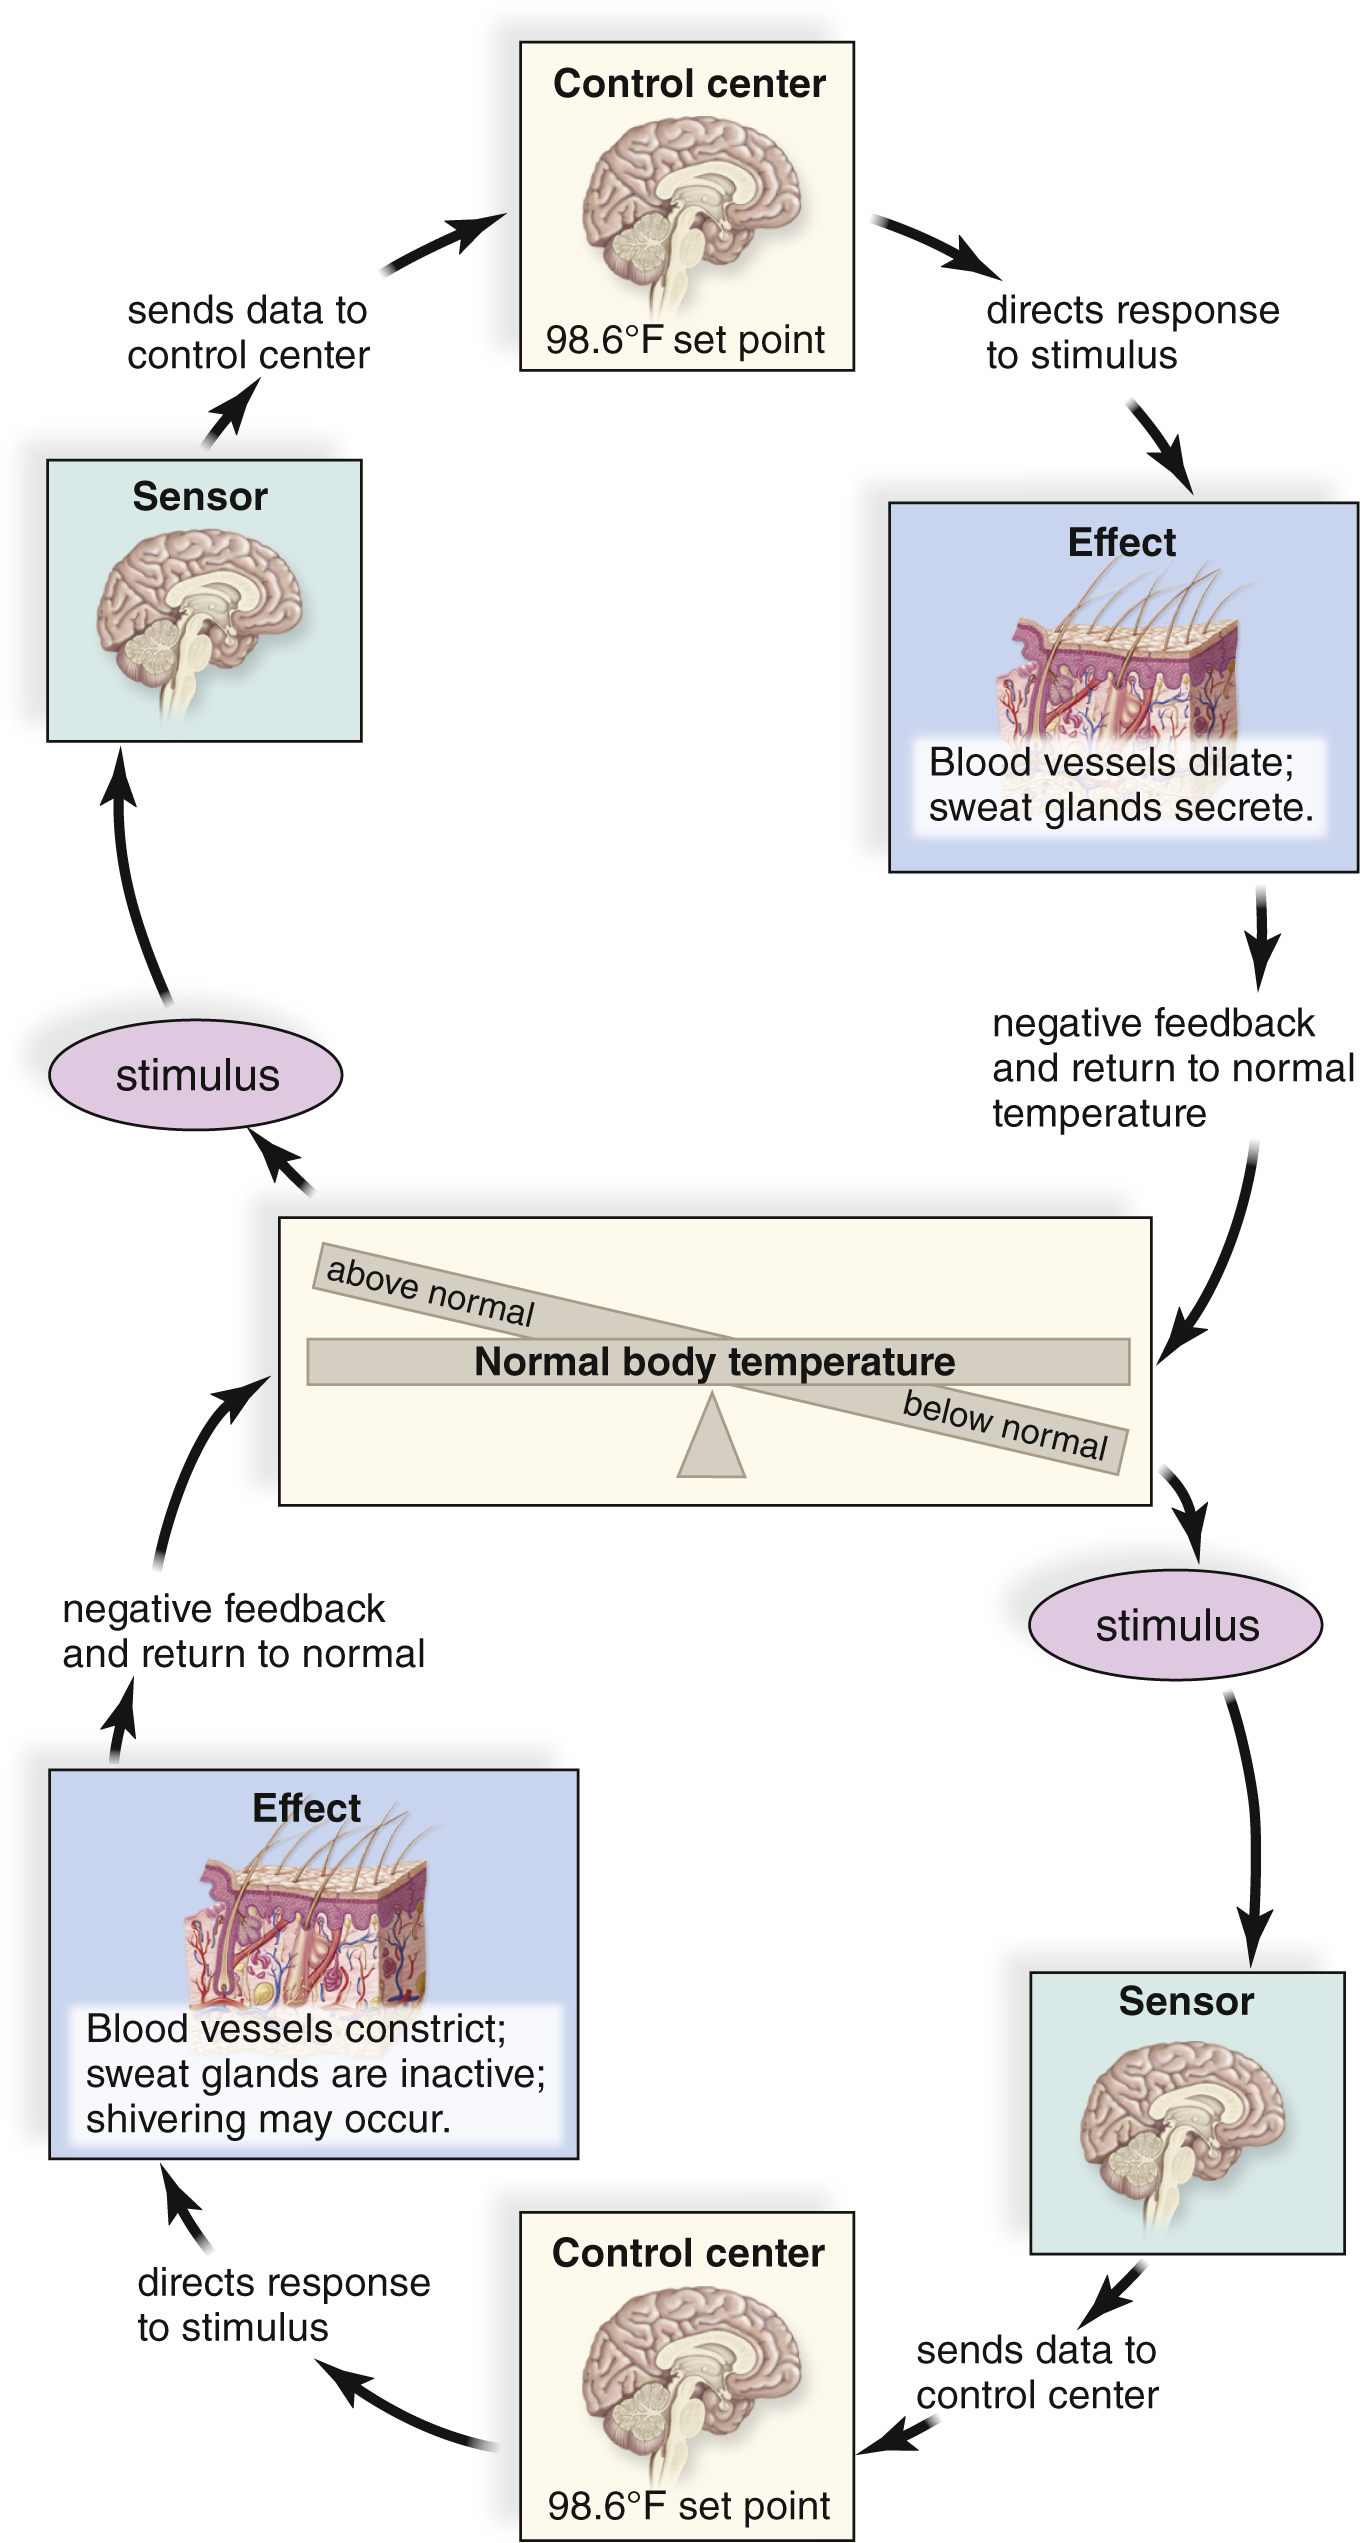 Control center
98.6°F set point
sends data to
control center
directs response
to stimulus
Sensor
Effect
Blood vessels dilate;
sweat glands secrete.
stimulus
negative feedback
and return to normal
temperature
above normal
Normal body temperature
below normal
negative feedback
and return to normal
stimulus
Effect
Blood vessels constrict;
sweat glands are inactive;
shivering may occur.
Sensor
directs response
to stimulus
Control center
98.6°F set point
sends data to
control center